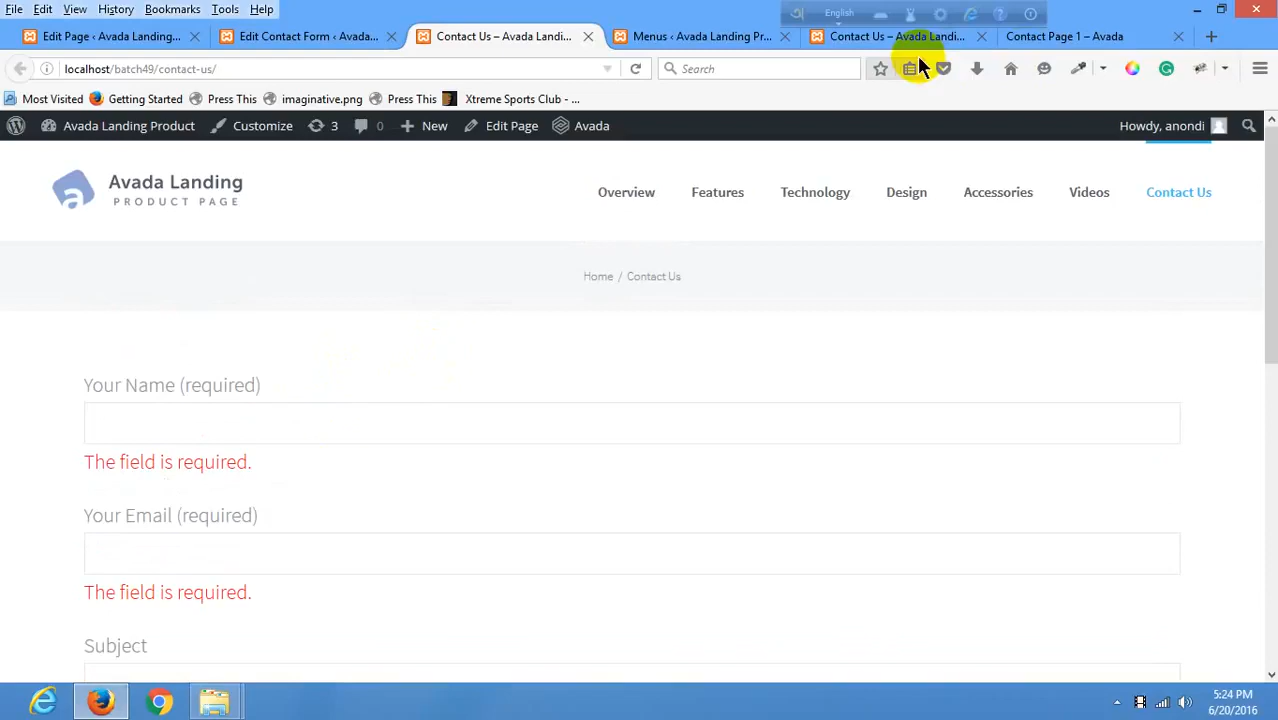 File Edit View History Bookmarks Tools Help
English
Edit Page ‹ Avada Landing...
Edit Contact Form ‹ Avada...
Contact Us – Avada Landi...
Menus ‹ Avada Landing Pr...
Contact Us – Avada Landi...
Contact Page 1 – Avada
localhost/batch49/contact-us/
Search
Most Visited Getting Started Press This imaginative.png Press This Xtreme Sports Club - ...
Avada Landing Product Customize 3 0 New Edit Page Avada Howdy, anondi
Avada Landing
PRODUCT PAGE
Overview Features Technology Design Accessories Videos Contact Us
Home / Contact Us
Your Name (required)
The field is required.
Your Email (required)
The field is required.
Subject
5:24 PM
6/20/2016